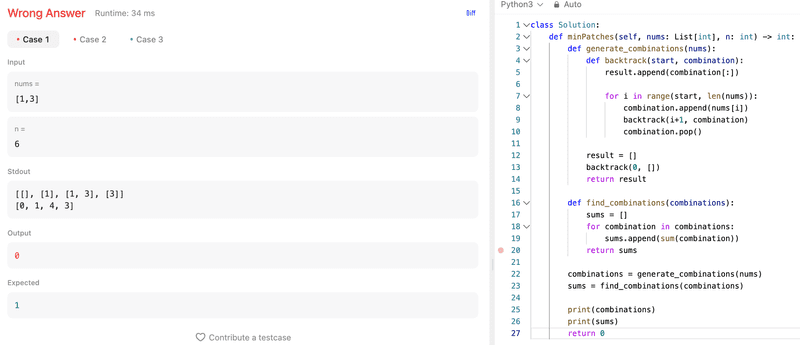 Wrong Answer Runtime: 34 ms
Diff
Case 1 Case 2 Case 3
Input
nums =
[1,3]
n =
6
Stdout
[[], [1], [1, 3], [3]]
[0, 1, 4, 3]
Output
0
Expected
1
Contribute a testcase
Python3 Auto
1 class Solution:
2 def minPatches(self, nums: List[int], n: int) -> int:
3 def generate_combinations(nums):
4 def backtrack(start, combination):
5 result.append(combination[:])
6
7 for i in range(start, len(nums)):
8 combination.append(nums[i])
9 backtrack(i+1, combination)
10 combination.pop()
11
12 result = []
13 backtrack(0, [])
14 return result
15
16 def find_combinations(combinations):
17 sums = []
18 for combination in combinations:
19 sums.append(sum(combination))
20 return sums
21
22 combinations = generate_combinations(nums)
23 sums = find_combinations(combinations)
24
25 print(combinations)
26 print(sums)
27 return 0